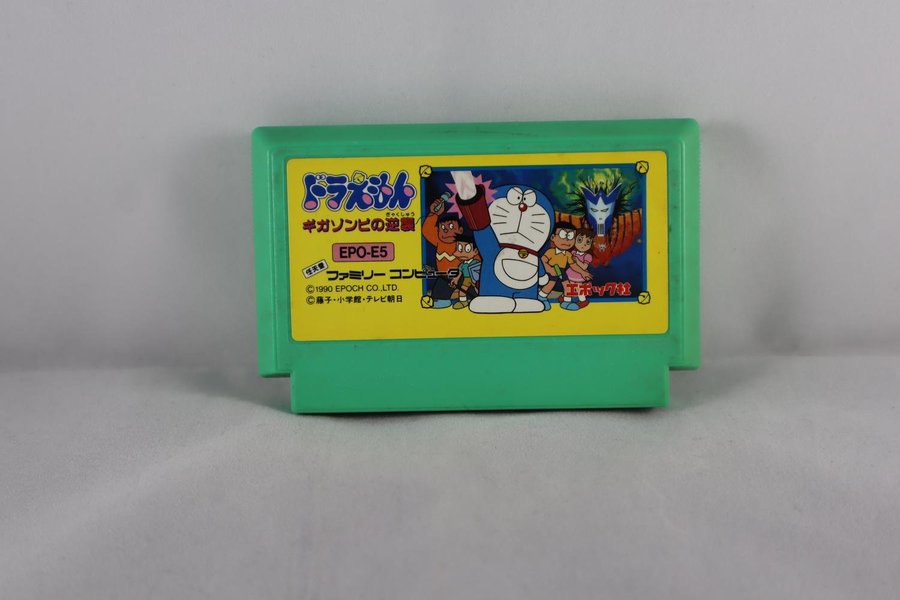 ドラえもん
ぎゃくしゅう
ギガゾンビの逆襲
EPO-E5
任天堂
ファミリー コンピュータ
©1990 EPOCH CO.,LTD.
©藤子・小学館・テレビ朝日
エポック社